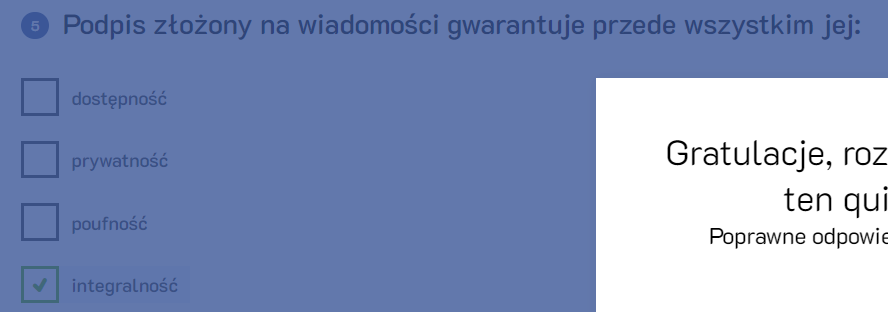 5 Podpis złożony na wiadomości gwarantuje przede wszystkim jej:
dostępność
prywatność
poufność
integralność
Gratulacje, roz
ten qui
Poprawne odpowie